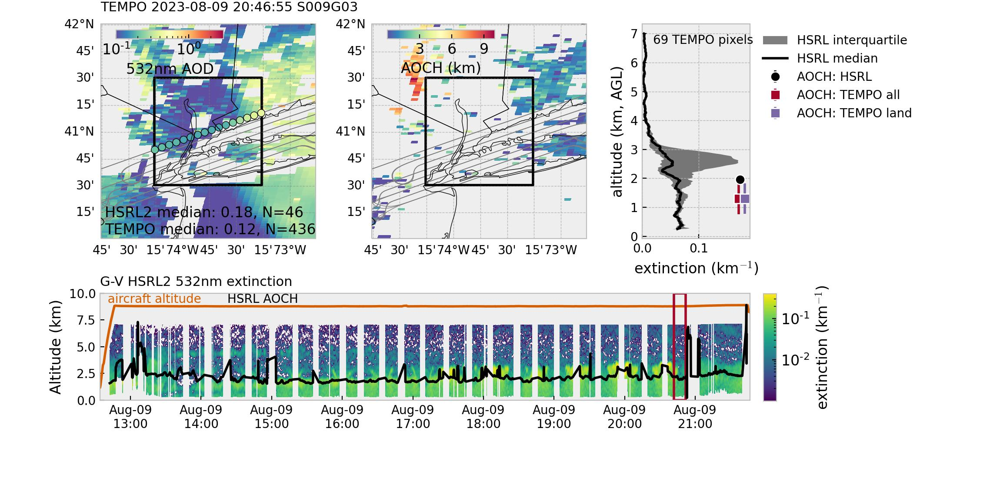 TEMPO 2023-08-09 20:46:55 S009G03
42°N
45'
30'
15'
41°N
45'
30'
15'
10⁻¹ 10⁰
532nm AOD
HSRL2 median: 0.18, N=46
TEMPO median: 0.12, N=436
45' 30' 15' 74°W 45' 30' 15' 73°W
42°N
45'
30'
15'
41°N
45'
30'
15'
3 6 9
AOCH (km)
45' 30' 15' 74°W 45' 30' 15' 73°W
altitude (km, AGL)
7
6
5
4
3
2
1
0
69 TEMPO pixels
0.0 0.1
extinction (km⁻¹)
HSRL interquartile
HSRL median
AOCH: HSRL
AOCH: TEMPO all
AOCH: TEMPO land
G-V HSRL2 532nm extinction
Altitude (km)
10.0
7.5
5.0
2.5
0.0
aircraft altitude HSRL AOCH
Aug-09 Aug-09 Aug-09 Aug-09 Aug-09 Aug-09 Aug-09 Aug-09 Aug-09
13:00 14:00 15:00 16:00 17:00 18:00 19:00 20:00 21:00
10⁻¹
10⁻²
extinction (km⁻¹)